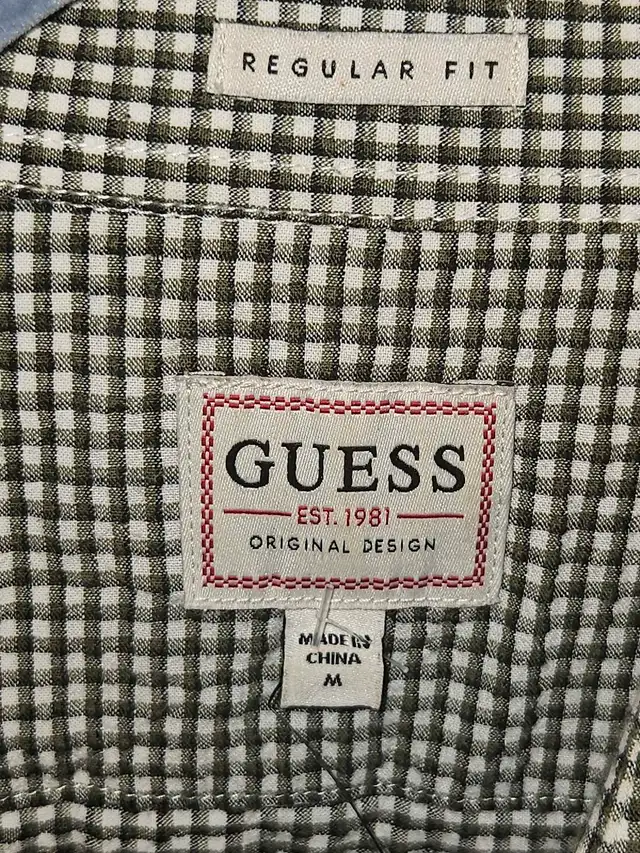 REGULAR FIT
GUESS
EST. 1981
ORIGINAL DESIGN
MADE IN
CHINA
M